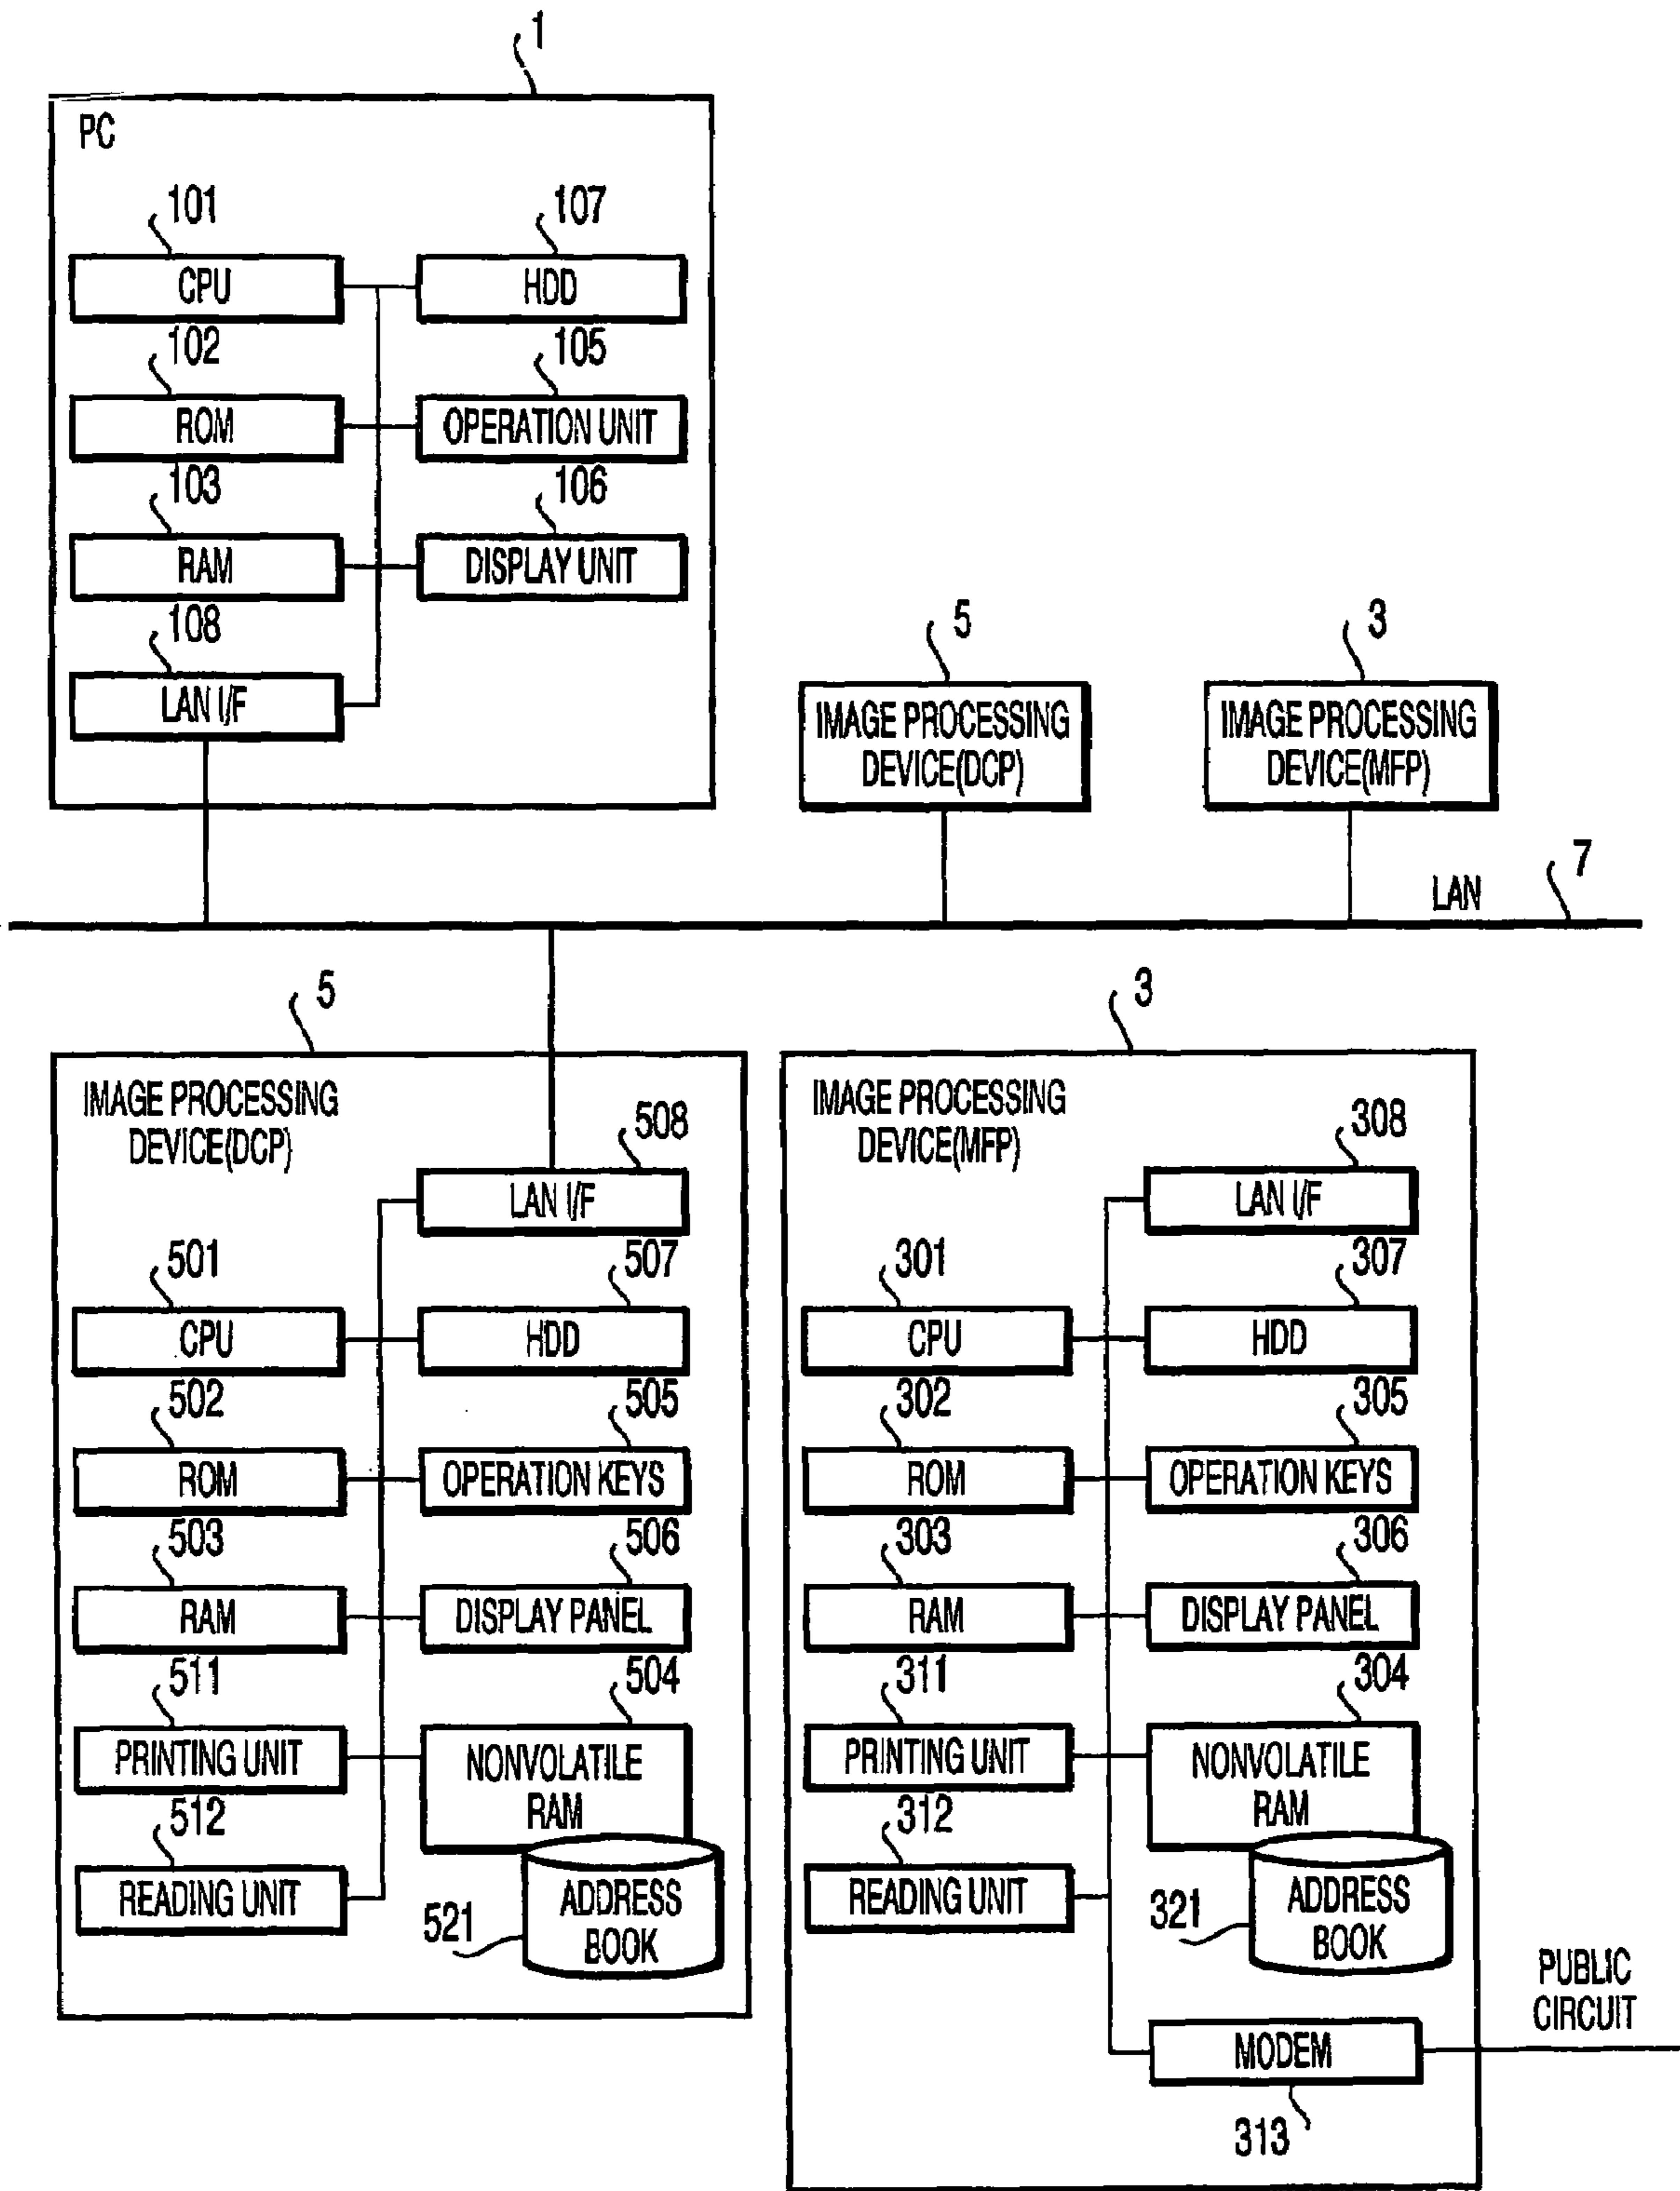 1
PC
101
107
CPU
HDD
102
105
ROM
OPERATION UNIT
103
106
RAM
DISPLAY UNIT
108
LAN I/F
5
3
IMAGE PROCESSING
DEVICE(DCP)
IMAGE PROCESSING
DEVICE(MFP)
LAN
7
5
IMAGE PROCESSING
DEVICE(DCP)
508
LAN I/F
501
507
CPU
HDD
502
505
ROM
OPERATION KEYS
503
506
RAM
DISPLAY PANEL
511
504
PRINTING UNIT
NONVOLATILE
RAM
512
READING UNIT
521
ADDRESS
BOOK
3
IMAGE PROCESSING
DEVICE(MFP)
308
LAN I/F
301
307
CPU
HDD
302
305
ROM
OPERATION KEYS
303
306
RAM
DISPLAY PANEL
311
304
PRINTING UNIT
NONVOLATILE
RAM
312
READING UNIT
321
ADDRESS
BOOK
PUBLIC
CIRCUIT
MODEM
313